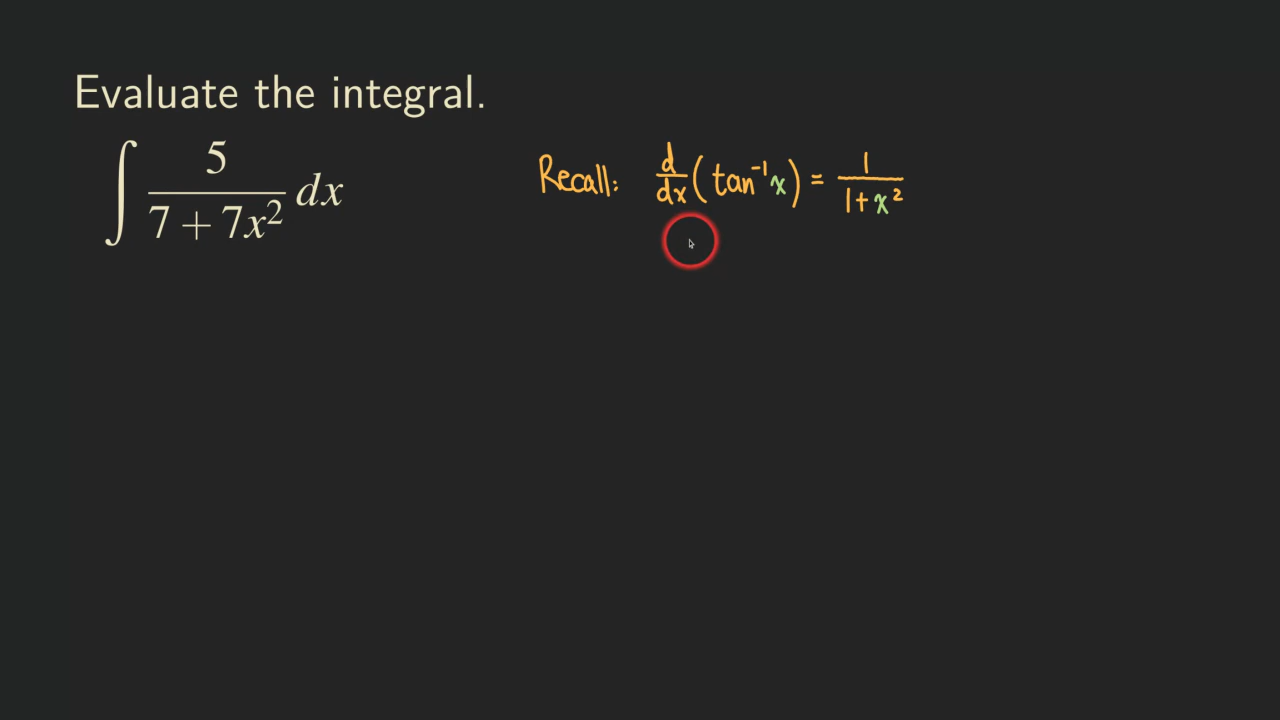 Evaluate the integral.
∫ 5/(7 + 7x²) dx
Recall: d/dx (tan⁻¹x) = 1/(1+x²)